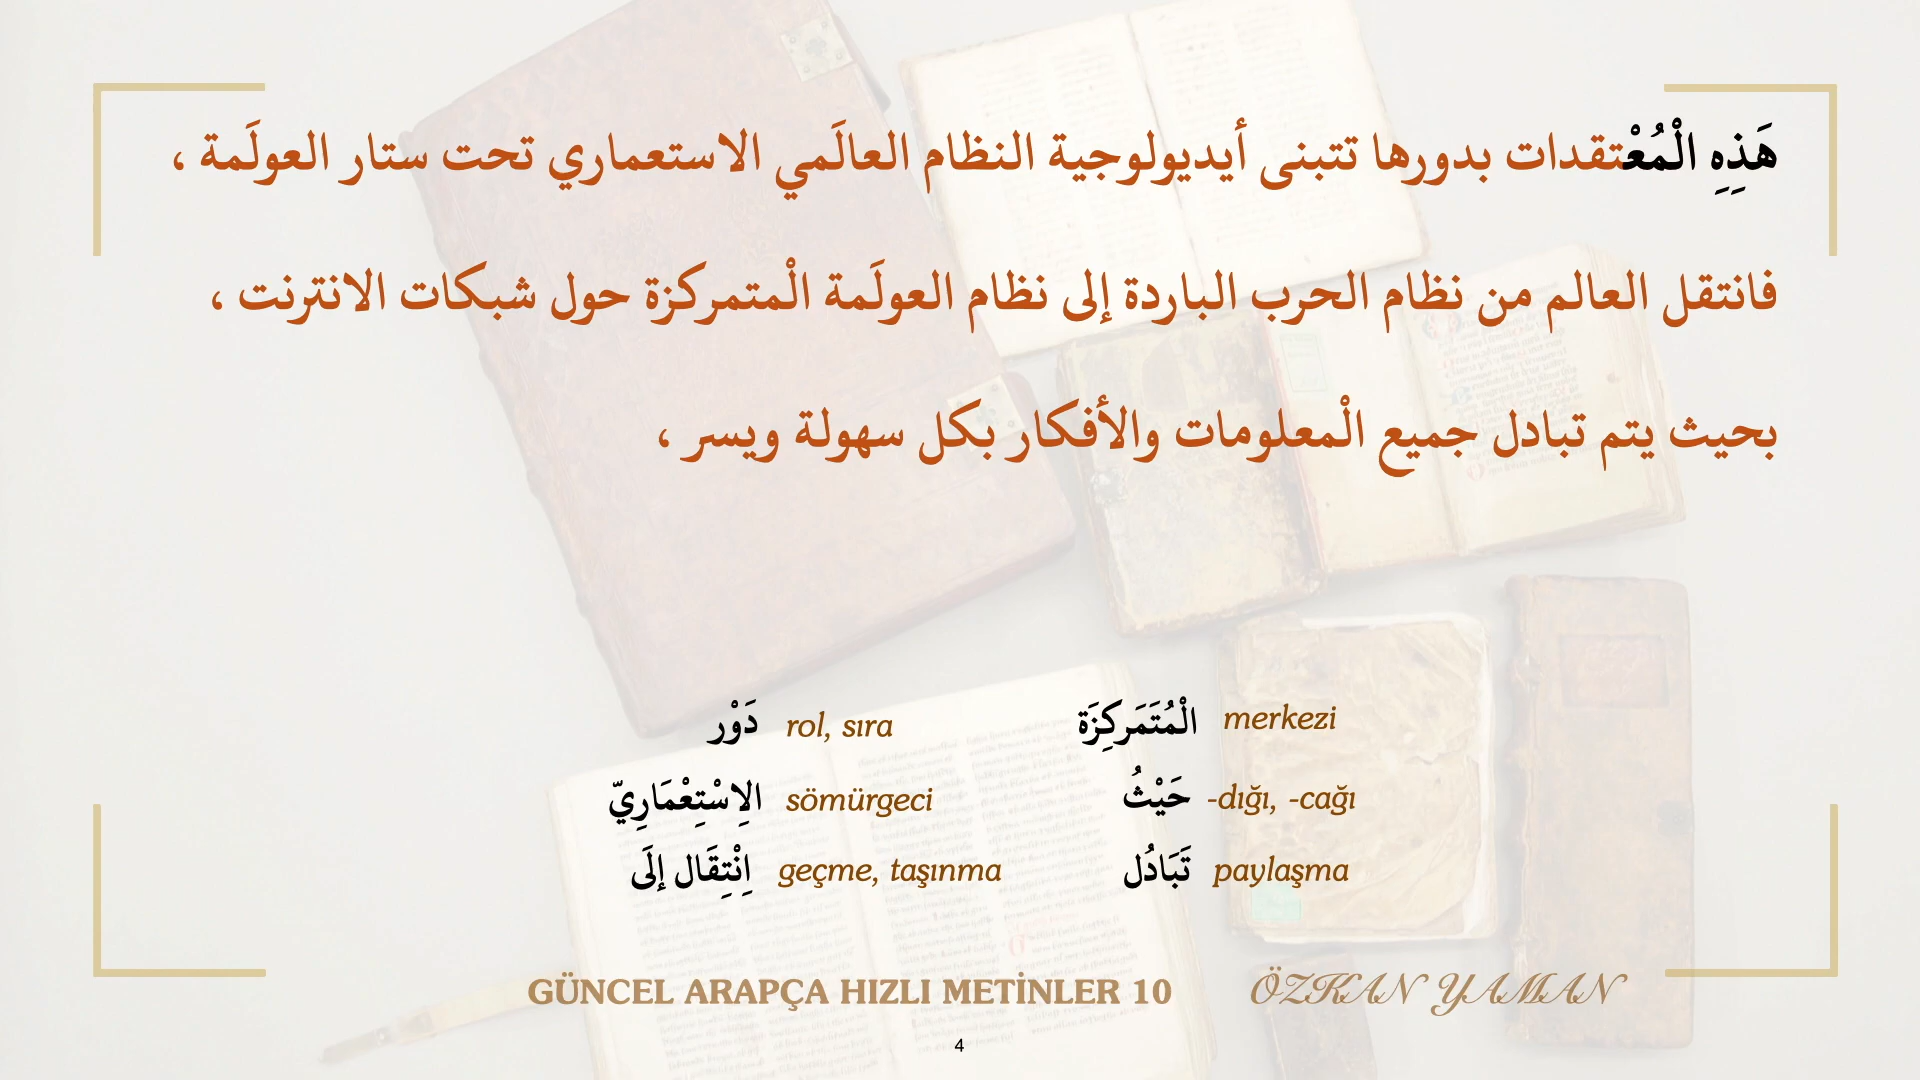 هَذِهِ الْمُعْتقدات بدورها تتبنى أيديولوجية النظام العالَمي الاستعماري تحت ستار العولَمة ،
فانتقل العالم من نظام الحرب الباردة إلى نظام العولَمة الْمتمركزة حول شبكات الانترنت ،
بحيث يتم تبادل جميع الْمعلومات والأفكار بكل سهولة ويسر ،
دَوْر rol, sıra الْمُتَمَركِزَة merkezi
الاِسْتِعْمَارِيّ sömürgeci حَيْثُ -dığı, -cağı
اِنْتِقَال إلَى geçme, taşınma تَبَادُل paylaşma
GÜNCEL ARAPÇA HIZLI METİNLER 10 ÖZKAN YAMAN
4